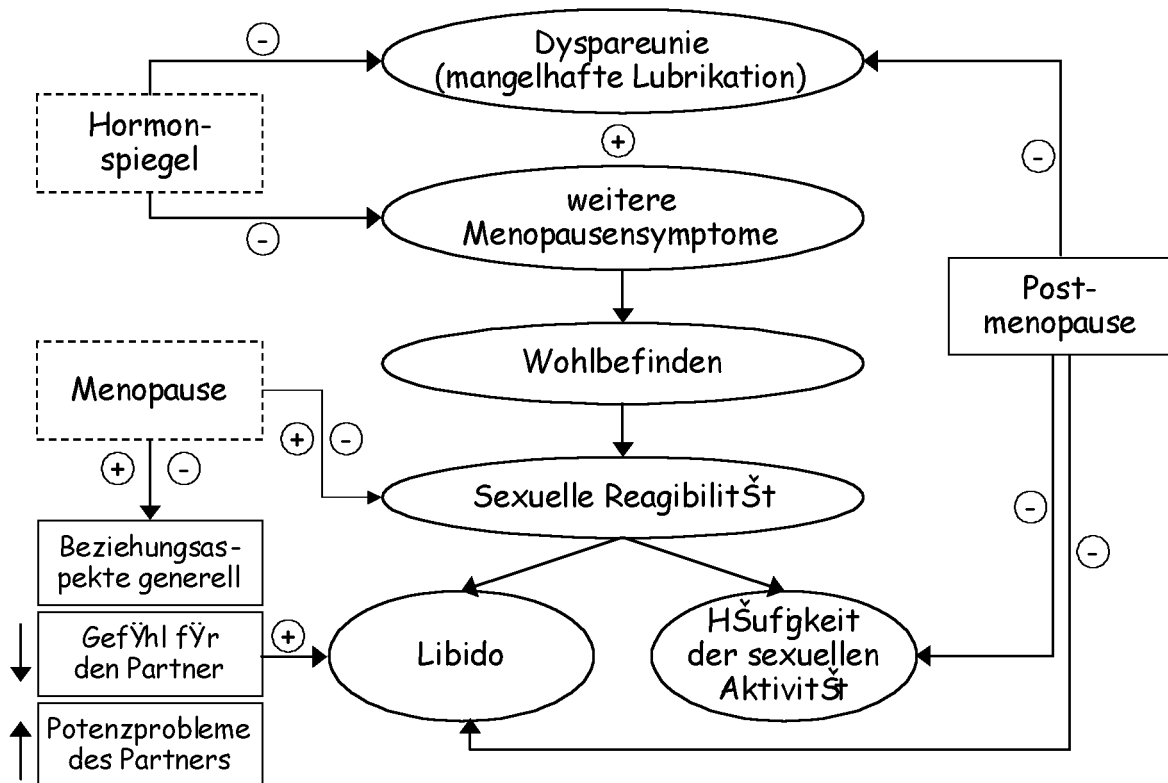 -
Dyspareunie
(mangelhafte Lubrikation)
Hormon-
spiegel
+
-
-
weitere
Menopausensymptome
Post-
menopause
Wohlbefinden
Menopause
+ -
+ -
Sexuelle ReagibilitŠt
-
-
Beziehungsas-
pekte generell
GefŸhl fŸr
den Partner
+
Libido
HŠufigkeit
der sexuellen
AktivitŠt
Potenzprobleme
des Partners